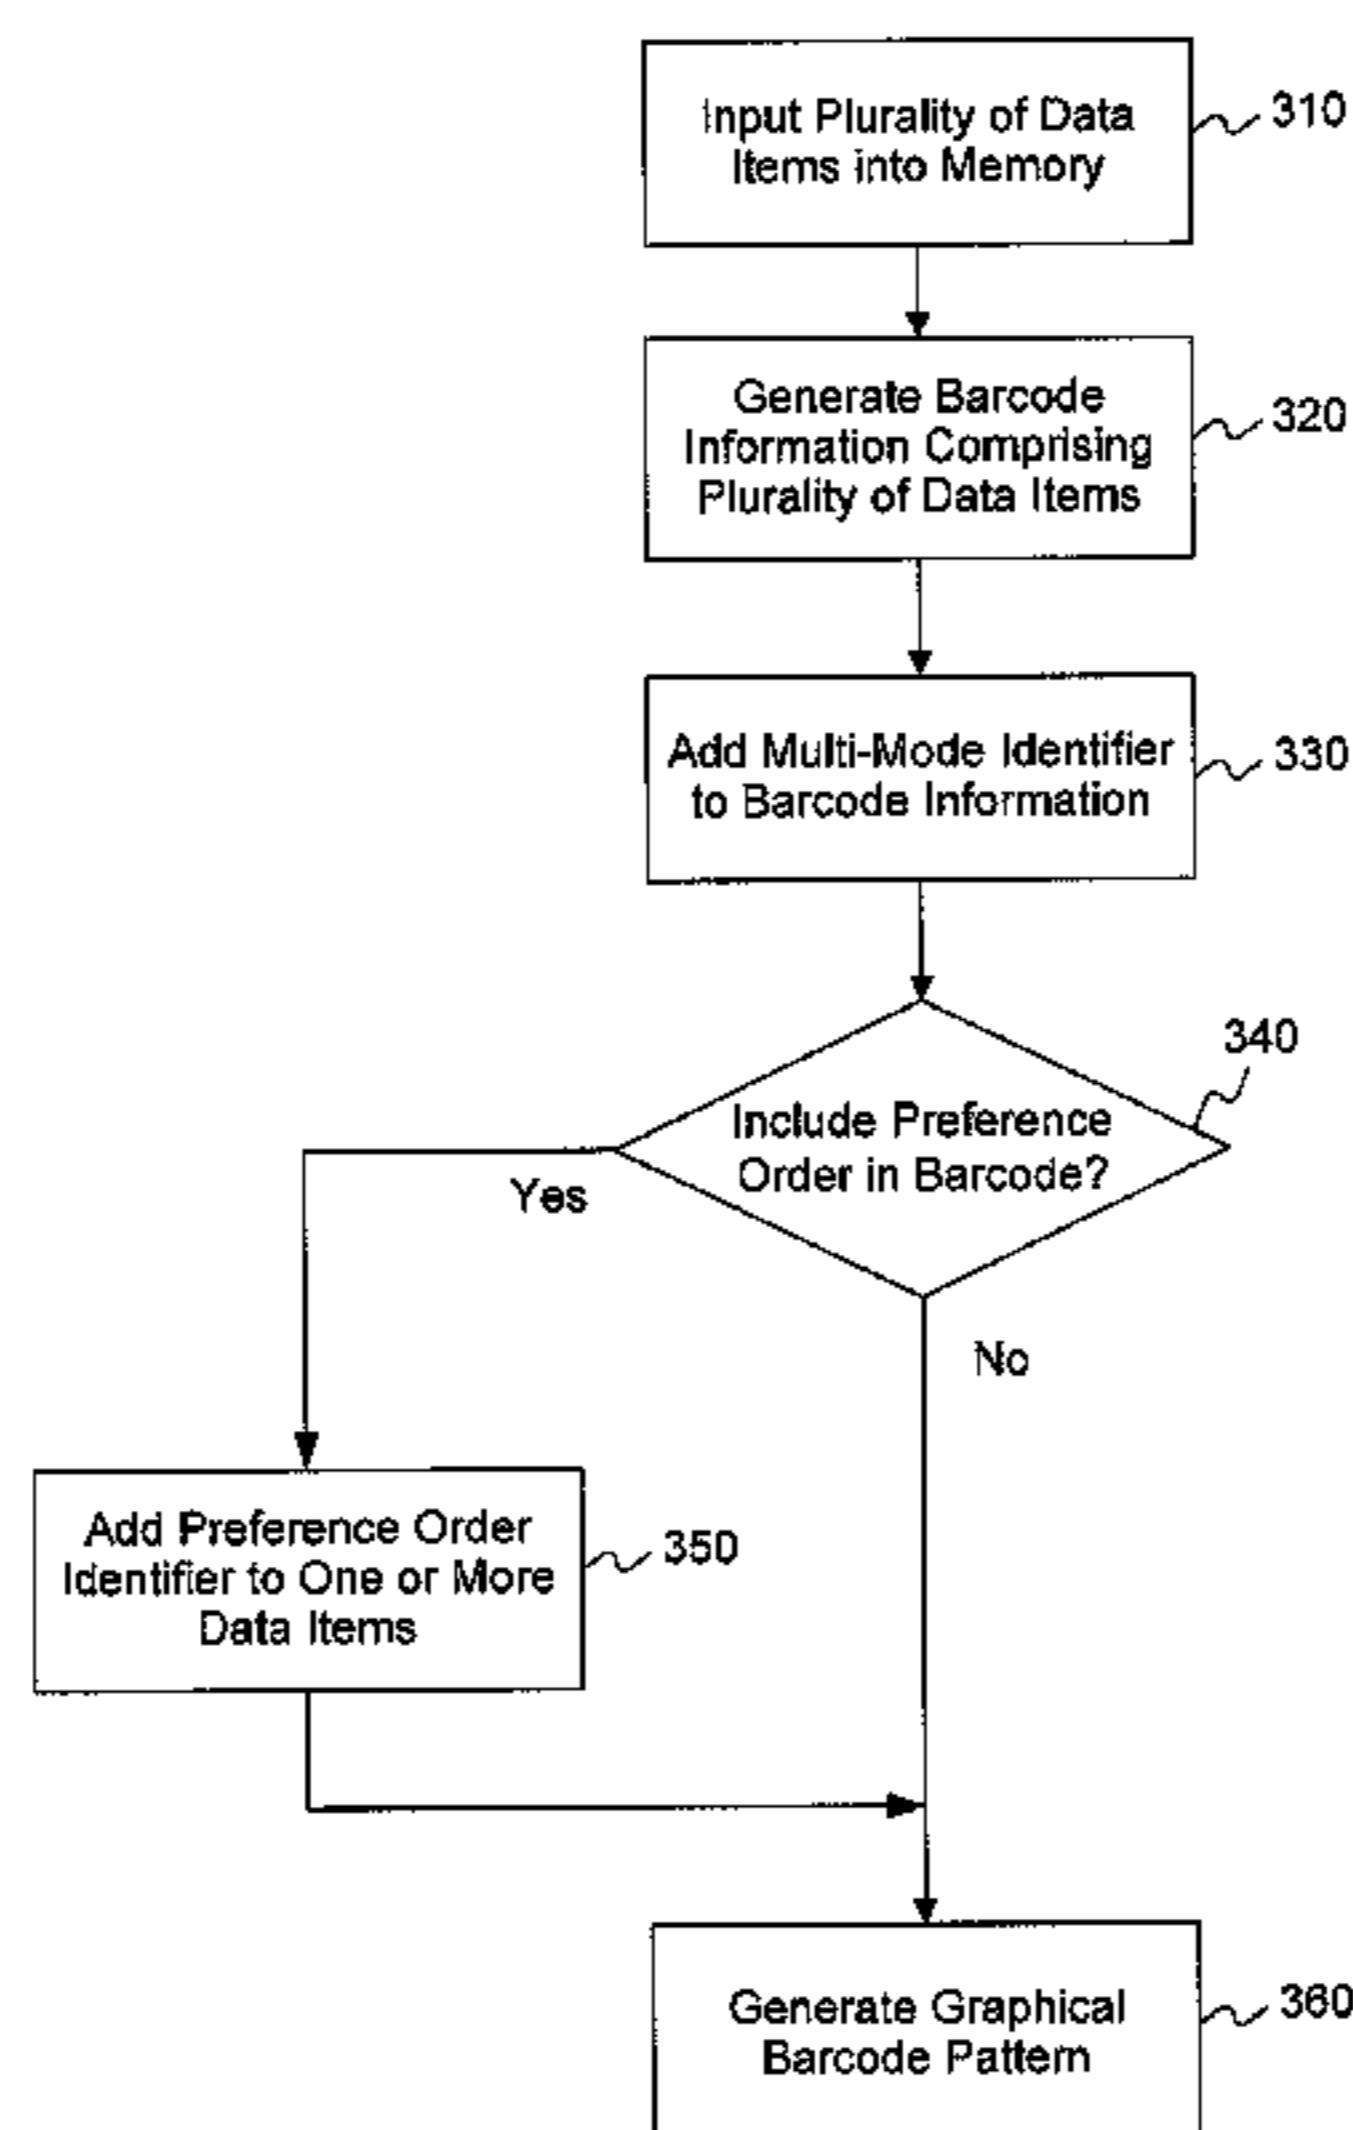 Input Plurality of Data
Items into Memory
310
Generate Barcode
Information Comprising
Plurality of Data Items
320
Add Multi-Mode Identifier
to Barcode Information
330
340
Include Preference
Order in Barcode?
Yes
No
Add Preference Order
Identifier to One or More
Data Items
350
Generate Graphical
Barcode Pattern
360